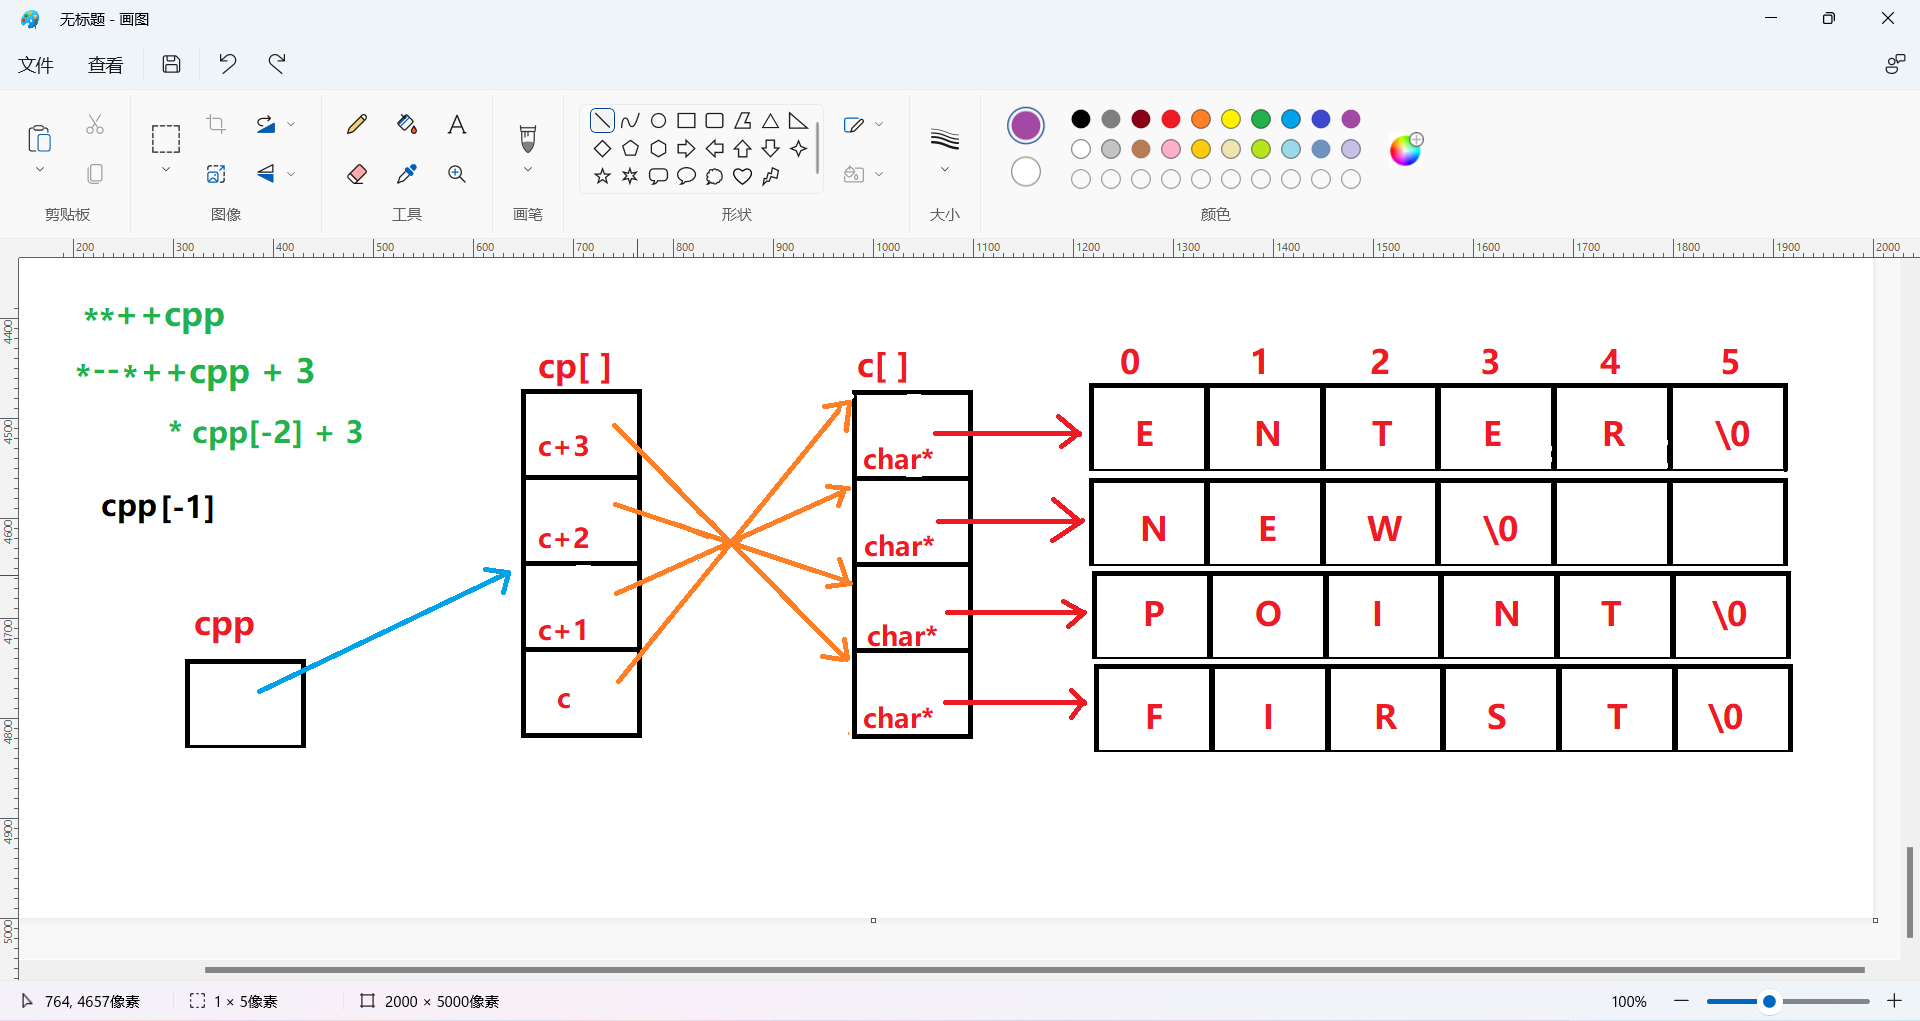 无标题 - 画图
文件 查看
剪贴板 图像 工具 画笔 形状 大小 颜色
200 300 400 500 600 700 800 900 1000 1100 1200 1300 1400 1500 1600 1700 1800 1900 2000
4400
4500
4600
4700
4800
4900
5000
**++cpp
*--*++cpp + 3
* cpp[-2] + 3
cpp[-1]
cpp
cp[ ]
c+3
c+2
c+1
c
c[ ]
char*
char*
char*
char*
0 1 2 3 4 5
E N T E R \0
N E W \0
P O I N T \0
F I R S T \0
764, 4657像素 1 × 5像素 2000 × 5000像素 100%